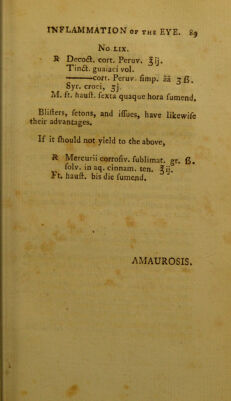 INFLAMMATION OF THE EYE. 89
No LIX.
℞ Decoct. cort. Peruv. ℥ij.
Tinct. guaiaci vol.
———cort. Peruv. ſimp. āā ʒß.
Syr. croci, ʒj.
M. ft. hauſt. ſexta quaque hora ſumend.
Bliſters, ſetons, and iſſues, have likewiſe
their advantages.
If it ſhould not yield to the above,
℞ Mercurii corroſiv. ſublimat. gr. ß.
ſolv. in aq. cinnam. ten. ℥ij.
Ft. hauſt. bis die ſumend.
AMAUROSIS.